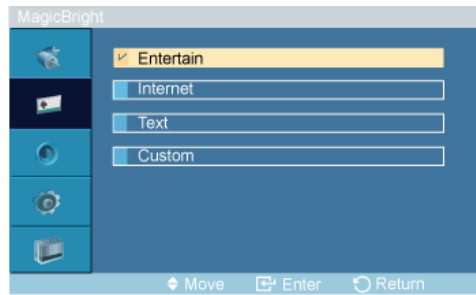 MagicBright
Entertain
Internet
Text
Custom
Move Enter Return